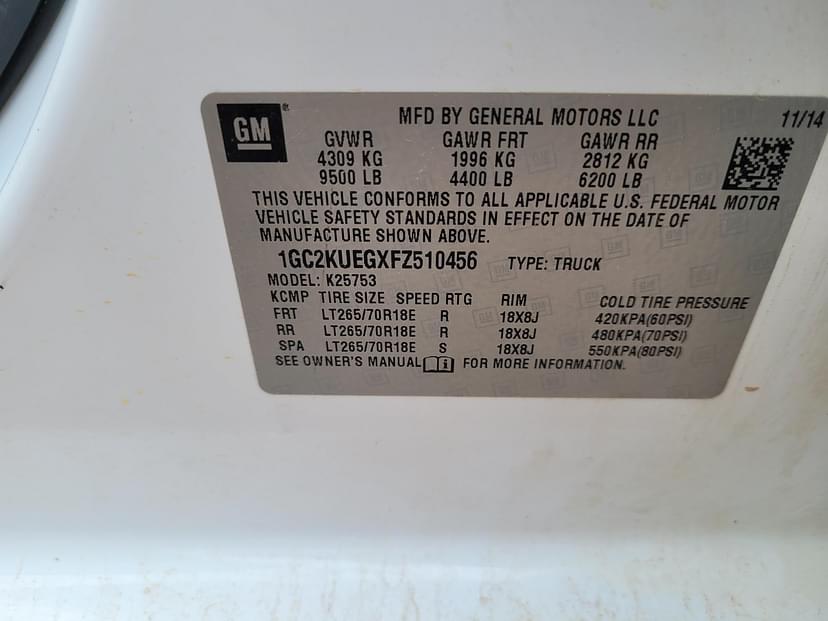 GM
MFD BY GENERAL MOTORS LLC 11/14
GVWR GAWR FRT GAWR RR
4309 KG 1996 KG 2812 KG
9500 LB 4400 LB 6200 LB
THIS VEHICLE CONFORMS TO ALL APPLICABLE U.S. FEDERAL MOTOR
VEHICLE SAFETY STANDARDS IN EFFECT ON THE DATE OF
MANUFACTURE SHOWN ABOVE.
1GC2KUEGXFZ510456 TYPE: TRUCK
MODEL: K25753
KCMP TIRE SIZE SPEED RTG RIM COLD TIRE PRESSURE
FRT LT265/70R18E R 18X8J 420KPA(60PSI)
RR LT265/70R18E R 18X8J 480KPA(70PSI)
SPA LT265/70R18E S 18X8J 550KPA(80PSI)
SEE OWNER'S MANUAL FOR MORE INFORMATION.